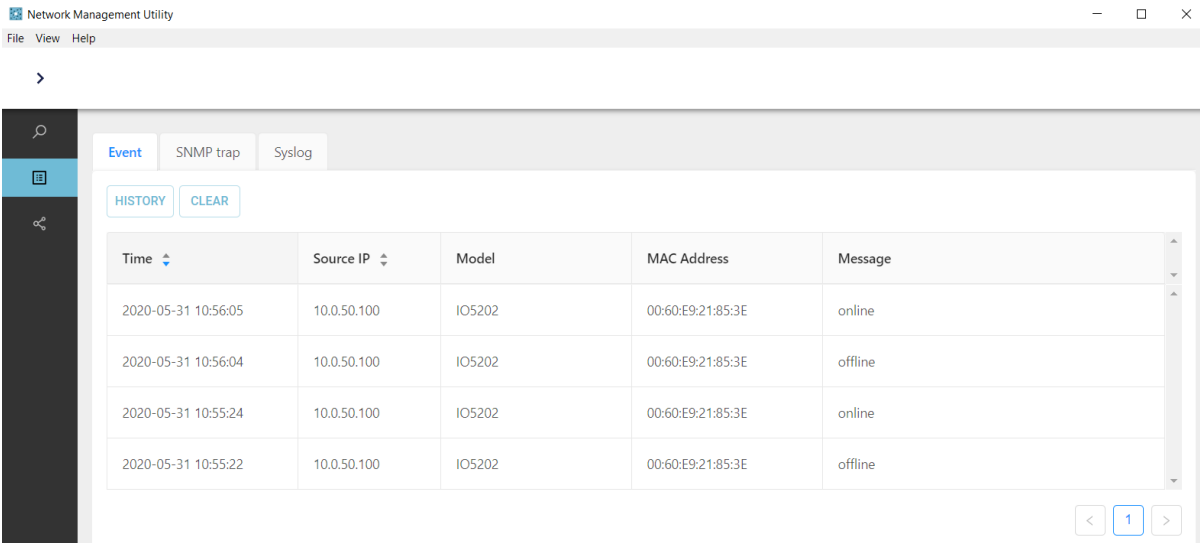 Network Management Utility
File View Help
Event SNMP trap Syslog
HISTORY CLEAR
Time Source IP Model MAC Address Message
2020-05-31 10:56:05 10.0.50.100 IO5202 00:60:E9:21:85:3E online
2020-05-31 10:56:04 10.0.50.100 IO5202 00:60:E9:21:85:3E offline
2020-05-31 10:55:24 10.0.50.100 IO5202 00:60:E9:21:85:3E online
2020-05-31 10:55:22 10.0.50.100 IO5202 00:60:E9:21:85:3E offline
1